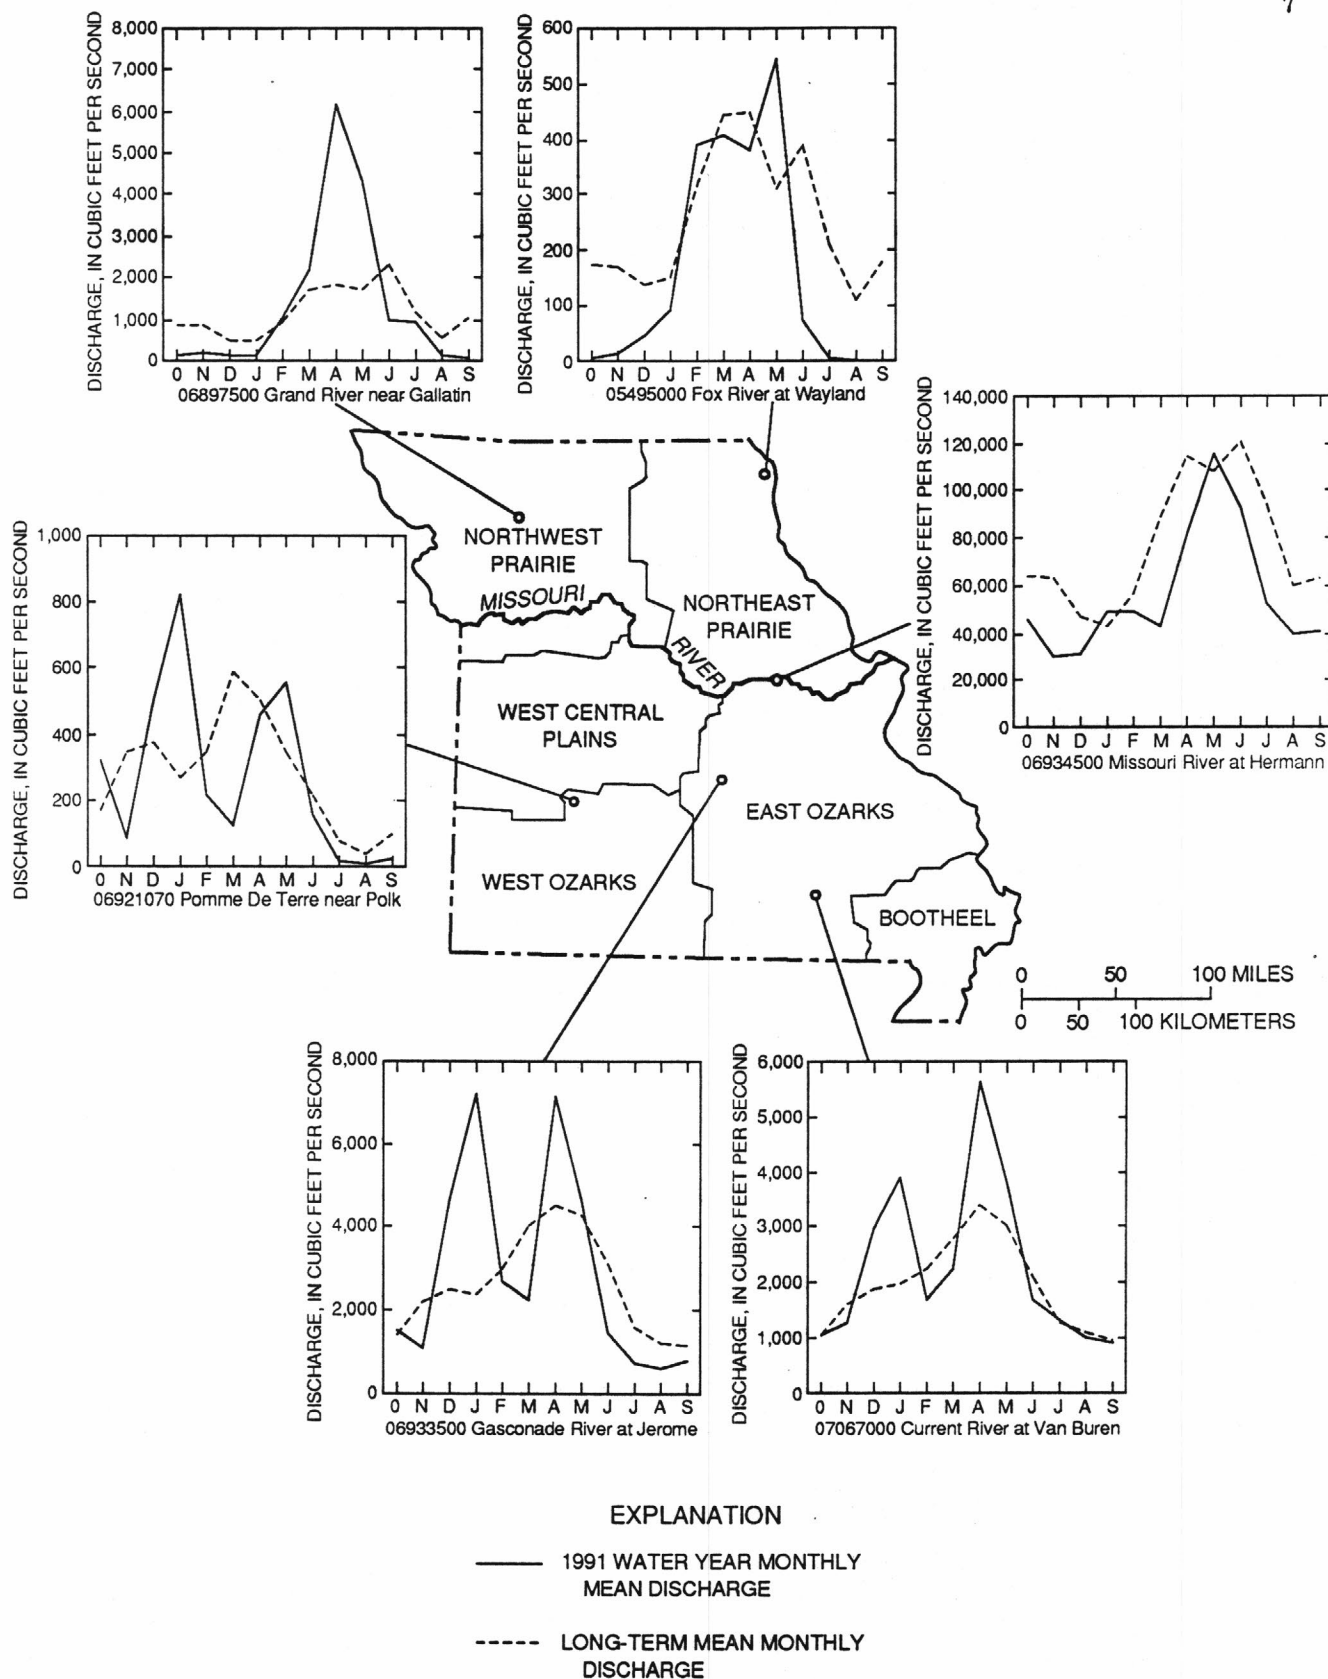 7
8,000
7,000
6,000
5,000
4,000
3,000
2,000
1,000
0
DISCHARGE, IN CUBIC FEET PER SECOND
O N D J F M A M J J A S
06897500 Grand River near Gallatin
600
500
400
300
200
100
0
DISCHARGE, IN CUBIC FEET PER SECOND
O N D J F M A M J J A S
05495000 Fox River at Wayland
140,000
120,000
100,000
80,000
60,000
40,000
20,000
0
DISCHARGE, IN CUBIC FEET PER SECOND
O N D J F M A M J J A S
06934500 Missouri River at Hermann
1,000
800
600
400
200
0
DISCHARGE, IN CUBIC FEET PER SECOND
O N D J F M A M J J A S
06921070 Pomme De Terre near Polk
NORTHWEST
PRAIRIE
MISSOURI
RIVER
NORTHEAST
PRAIRIE
WEST CENTRAL
PLAINS
EAST OZARKS
WEST OZARKS
BOOTHEEL
0 50 100 MILES
0 50 100 KILOMETERS
8,000
6,000
4,000
2,000
0
DISCHARGE, IN CUBIC FEET PER SECOND
O N D J F M A M J J A S
06933500 Gasconade River at Jerome
6,000
5,000
4,000
3,000
2,000
1,000
0
DISCHARGE, IN CUBIC FEET PER SECOND
O N D J F M A M J J A S
07067000 Current River at Van Buren
EXPLANATION
1991 WATER YEAR MONTHLY
MEAN DISCHARGE
LONG-TERM MEAN MONTHLY
DISCHARGE